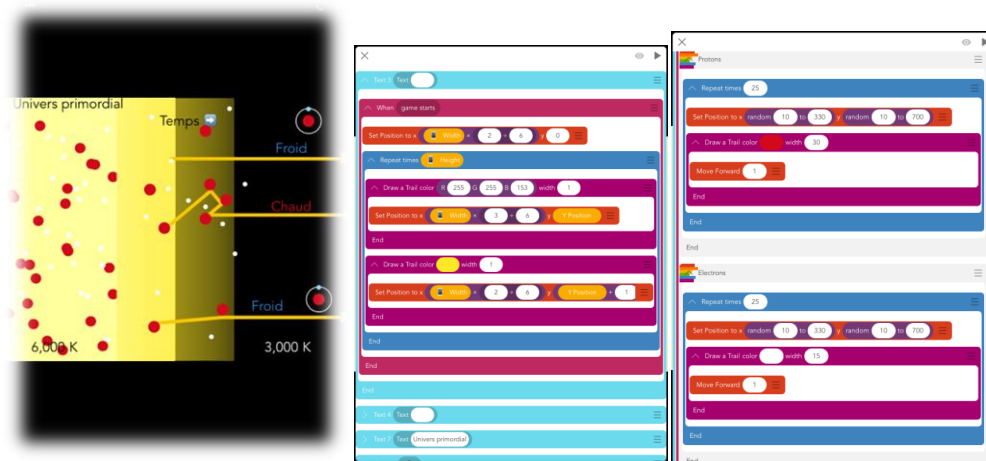 Univers primordial
Temps ➡
Froid
Chaud
Froid
6,000 K
3,000 K
Text 3 Text
When game starts
Set Position to x Width × 2 ÷ 6 y 0
Repeat times Height
Draw a Trail color R 255 G 255 B 153 width 1
Set Position to x Width × 3 ÷ 6 y Y Position
End
Draw a Trail color width 1
Set Position to x Width × 2 ÷ 6 y Y Position + 1
End
End
End
End
Text 4 Text
Text 7 Text Univers primordial
Protons
Repeat times 25
Set Position to x random 10 to 330 y random 10 to 700
Draw a Trail color width 30
Move Forward 1
End
End
End
Electrons
Repeat times 25
Set Position to x random 10 to 330 y random 10 to 700
Draw a Trail color width 15
Move Forward 1
End
End
End